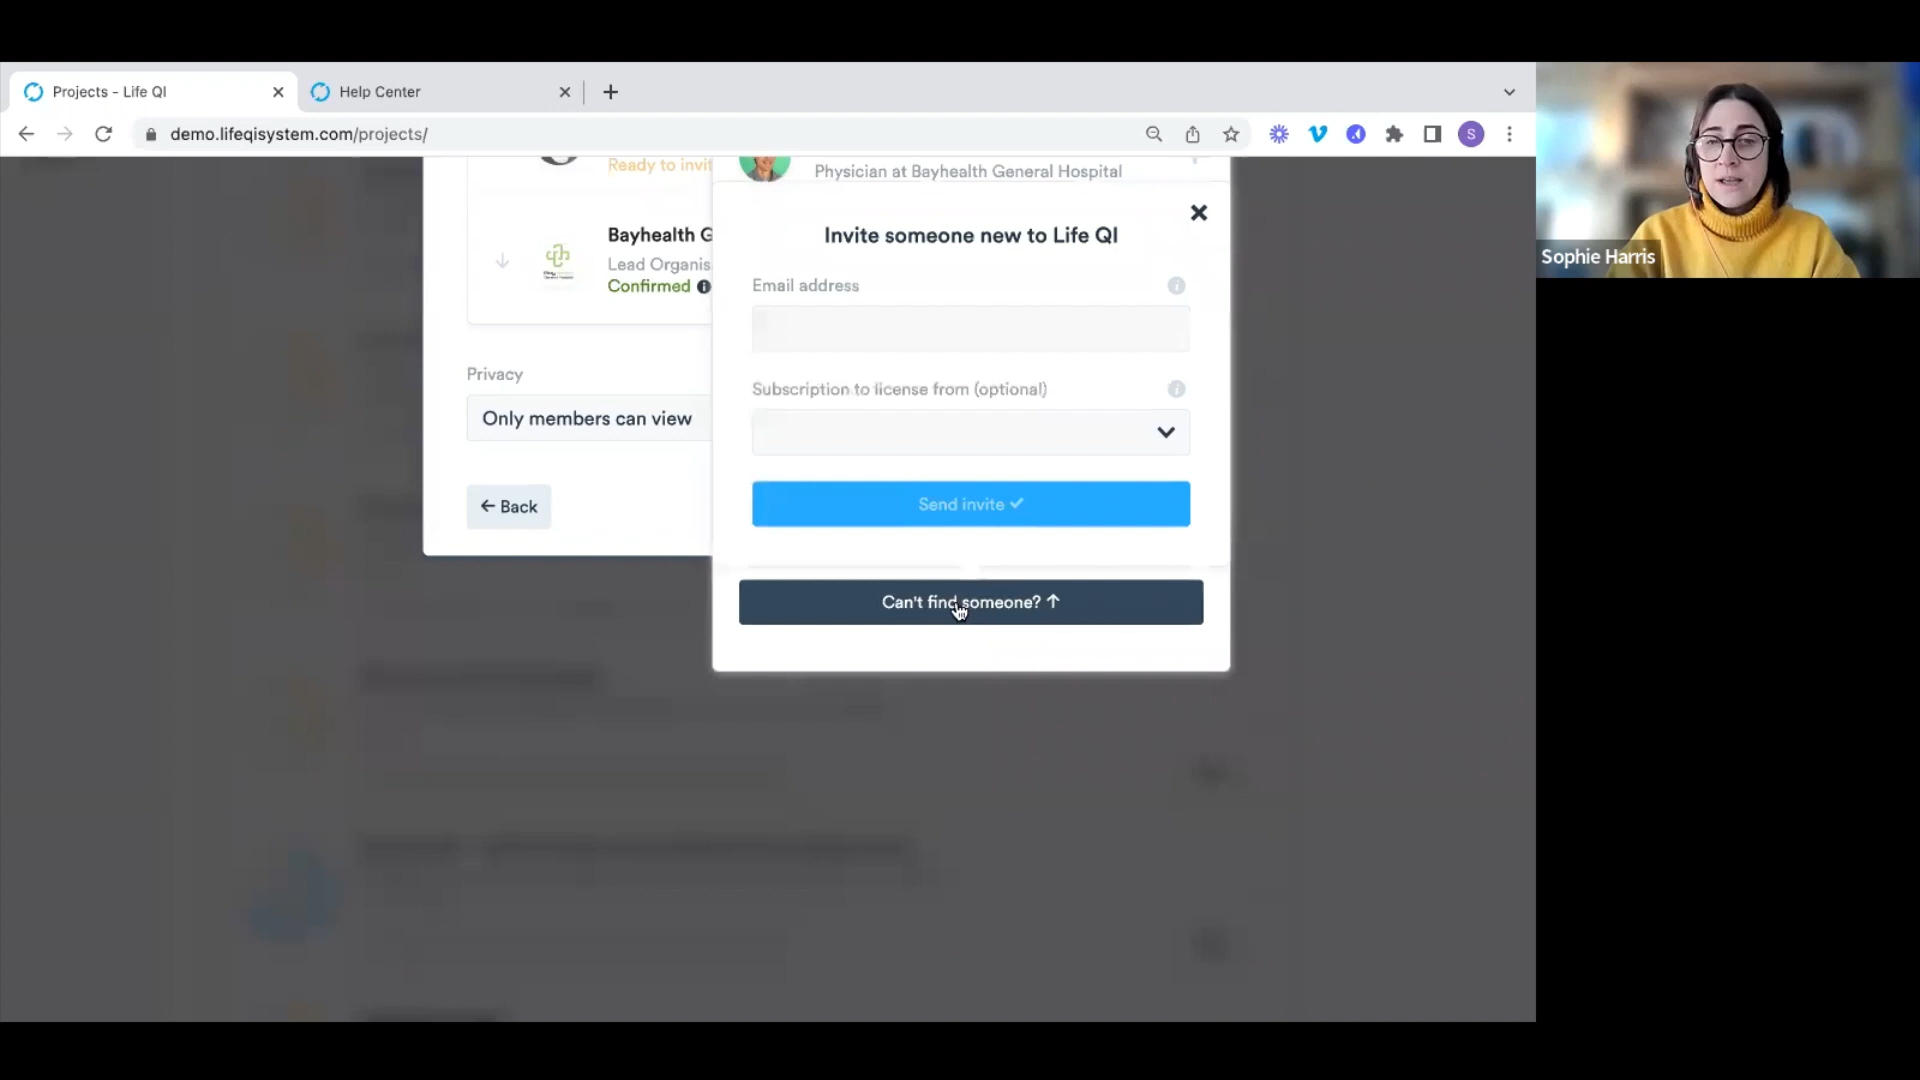 Projects - Life QI
Help Center
demo.lifeqisystem.com/projects/
S
Sophie Harris
Ready to invit
Physician at Bayhealth General Hospital
Invite someone new to Life QI
Bayhealth G
Lead Organis
Confirmed
Email address
Privacy
Subscription to license from (optional)
Only members can view
← Back
Send invite ✓
Can't find someone? ↑